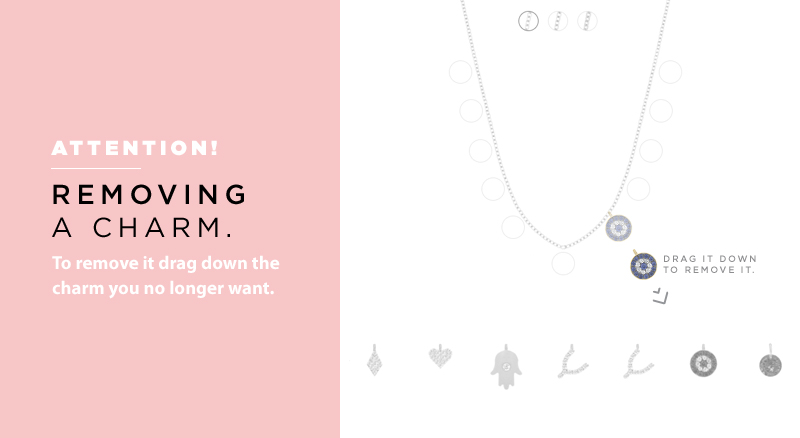 ATTENTION!
REMOVING
A CHARM.
To remove it drag down the
charm you no longer want.
DRAG IT DOWN
TO REMOVE IT.